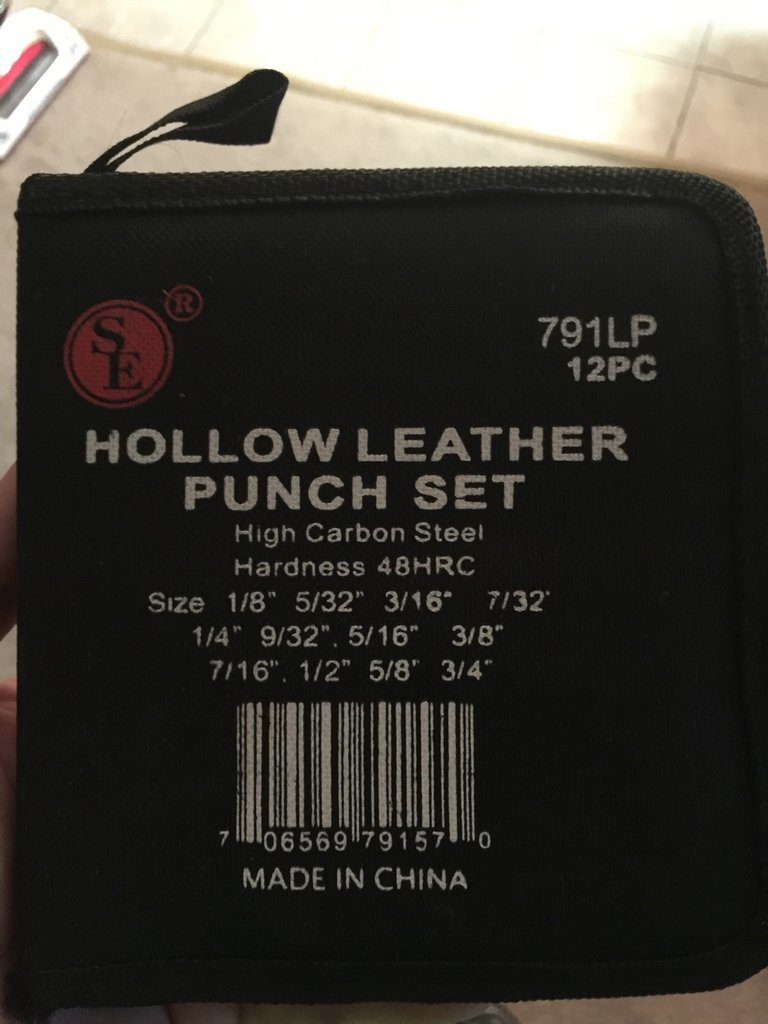 SE ®
791LP
12PC
HOLLOW LEATHER
PUNCH SET
High Carbon Steel
Hardness 48HRC
Size 1/8" 5/32" 3/16" 7/32"
1/4" 9/32". 5/16" 3/8"
7/16". 1/2" 5/8" 3/4"
7 06569 79157 0
MADE IN CHINA